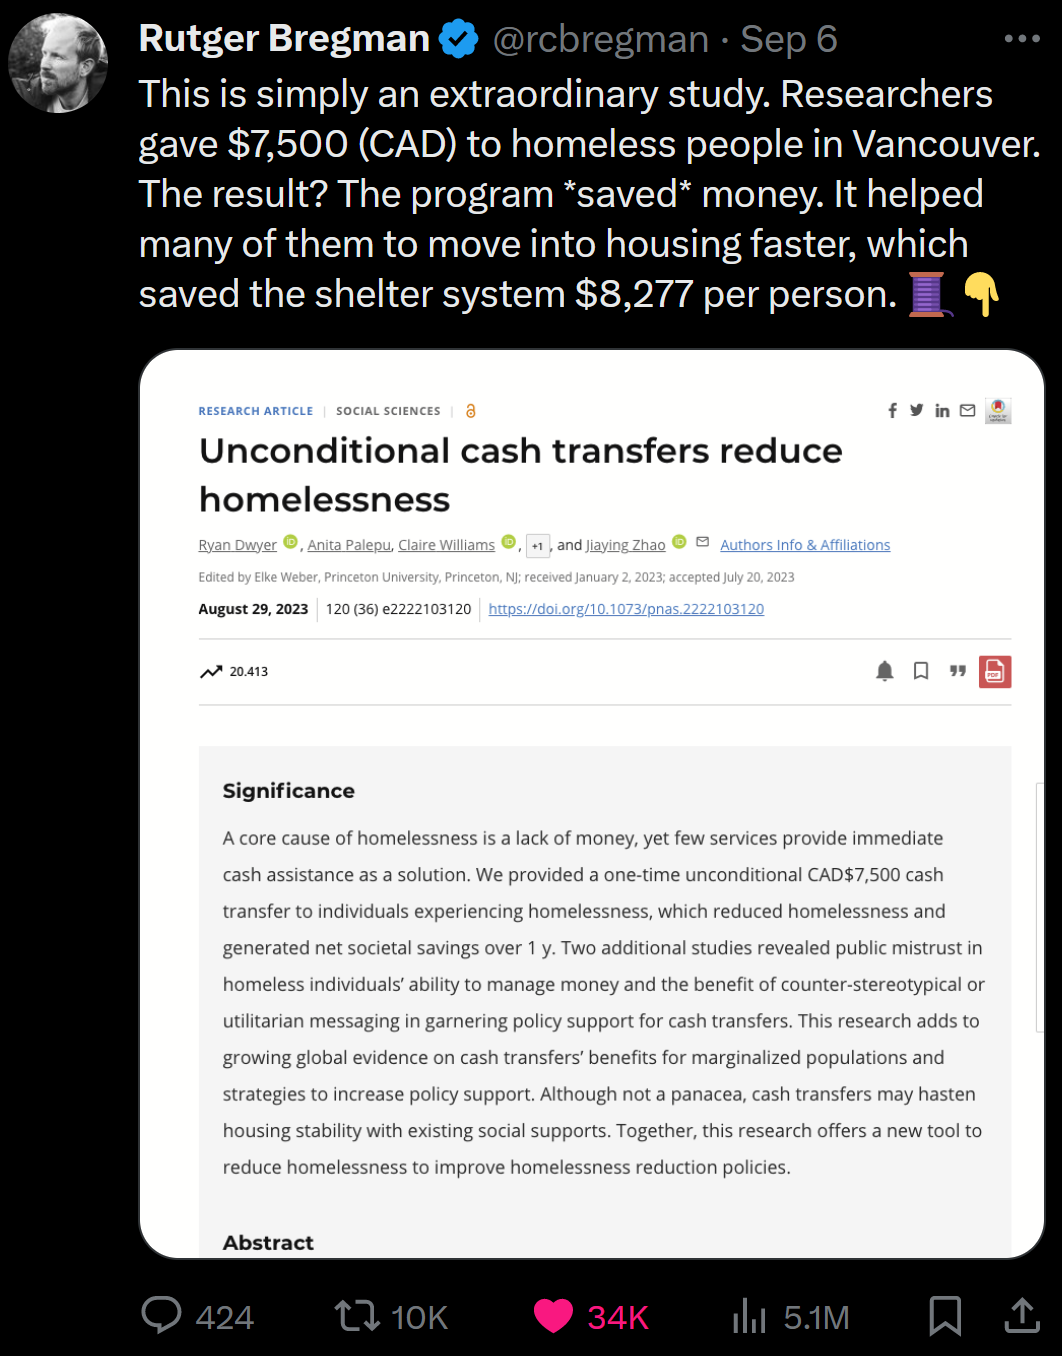 Rutger Bregman @rcbregman · Sep 6
This is simply an extraordinary study. Researchers
gave $7,500 (CAD) to homeless people in Vancouver.
The result? The program *saved* money. It helped
many of them to move into housing faster, which
saved the shelter system $8,277 per person. 🧵👇
RESEARCH ARTICLE | SOCIAL SCIENCES |
Unconditional cash transfers reduce
homelessness
Ryan Dwyer, Anita Palepu, Claire Williams, +1, and Jiaying Zhao Authors Info & Affiliations
Edited by Elke Weber, Princeton University, Princeton, NJ; received January 2, 2023; accepted July 20, 2023
August 29, 2023 | 120 (36) e2222103120 | https://doi.org/10.1073/pnas.2222103120
20.413
Significance
A core cause of homelessness is a lack of money, yet few services provide immediate
cash assistance as a solution. We provided a one-time unconditional CAD$7,500 cash
transfer to individuals experiencing homelessness, which reduced homelessness and
generated net societal savings over 1 y. Two additional studies revealed public mistrust in
homeless individuals’ ability to manage money and the benefit of counter-stereotypical or
utilitarian messaging in garnering policy support for cash transfers. This research adds to
growing global evidence on cash transfers’ benefits for marginalized populations and
strategies to increase policy support. Although not a panacea, cash transfers may hasten
housing stability with existing social supports. Together, this research offers a new tool to
reduce homelessness to improve homelessness reduction policies.
Abstract
424 10K 34K 5.1M